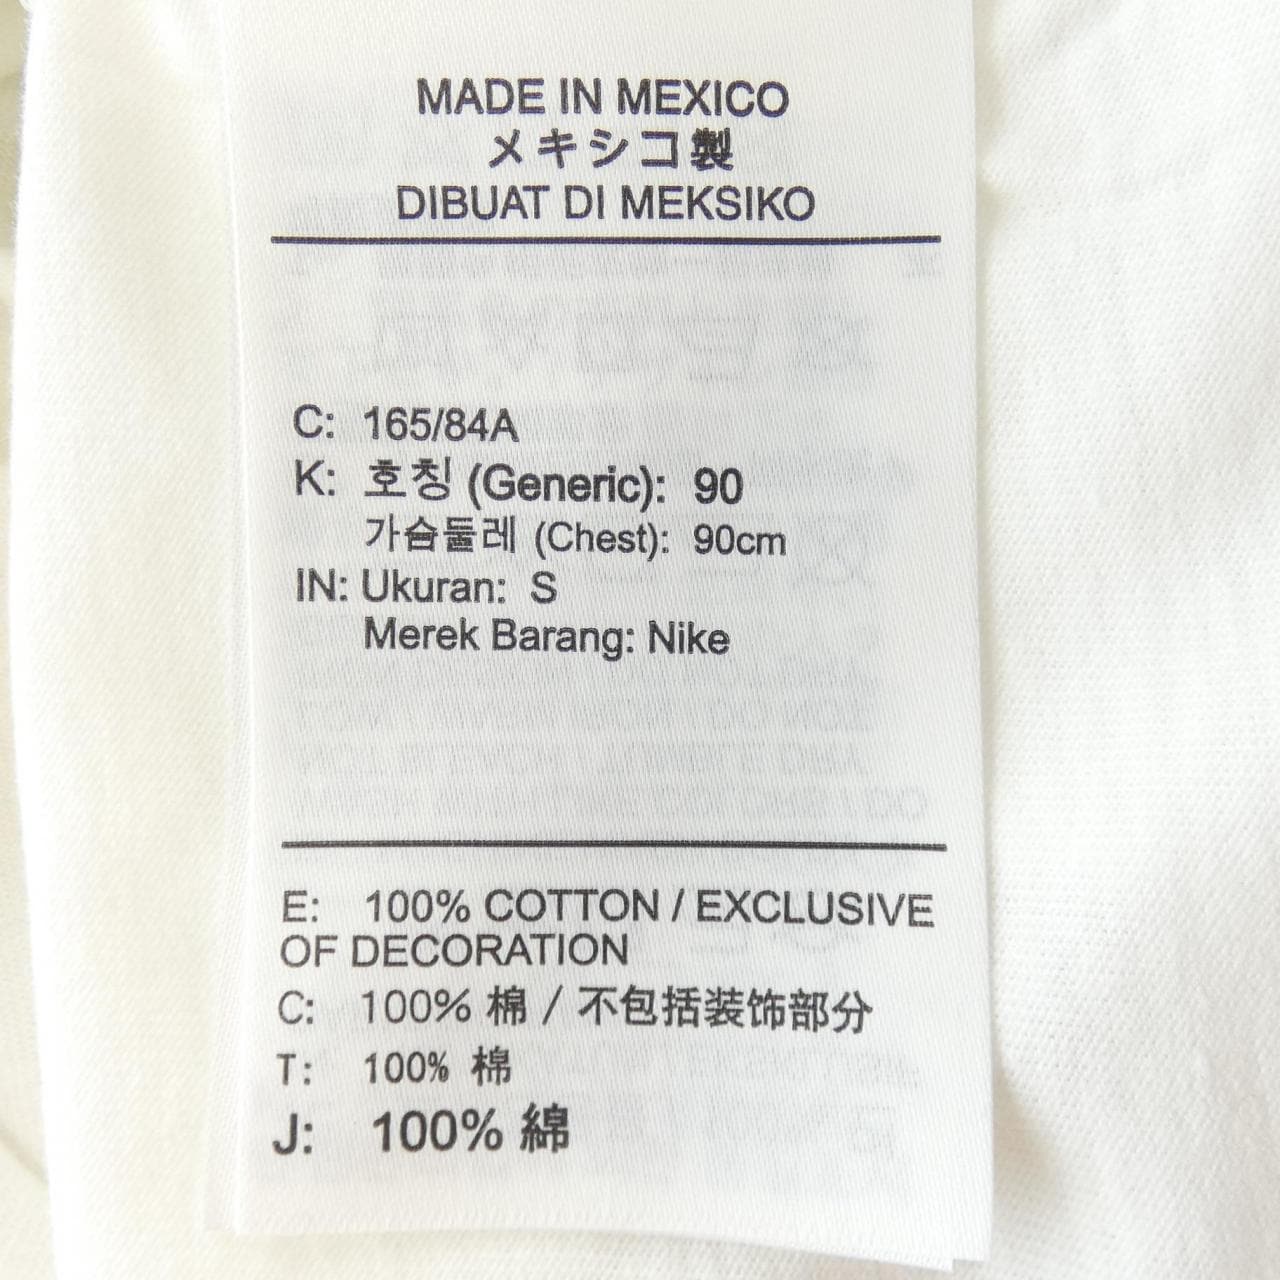 MADE IN MEXICO
メキシコ製
DIBUAT DI MEKSIKO
C: 165/84A
K: 호칭 (Generic): 90
가슴둘레 (Chest): 90cm
IN: Ukuran: S
Merek Barang: Nike
E: 100% COTTON / EXCLUSIVE
OF DECORATION
C: 100% 棉 / 不包括装饰部分
T: 100% 棉
J: 100% 綿